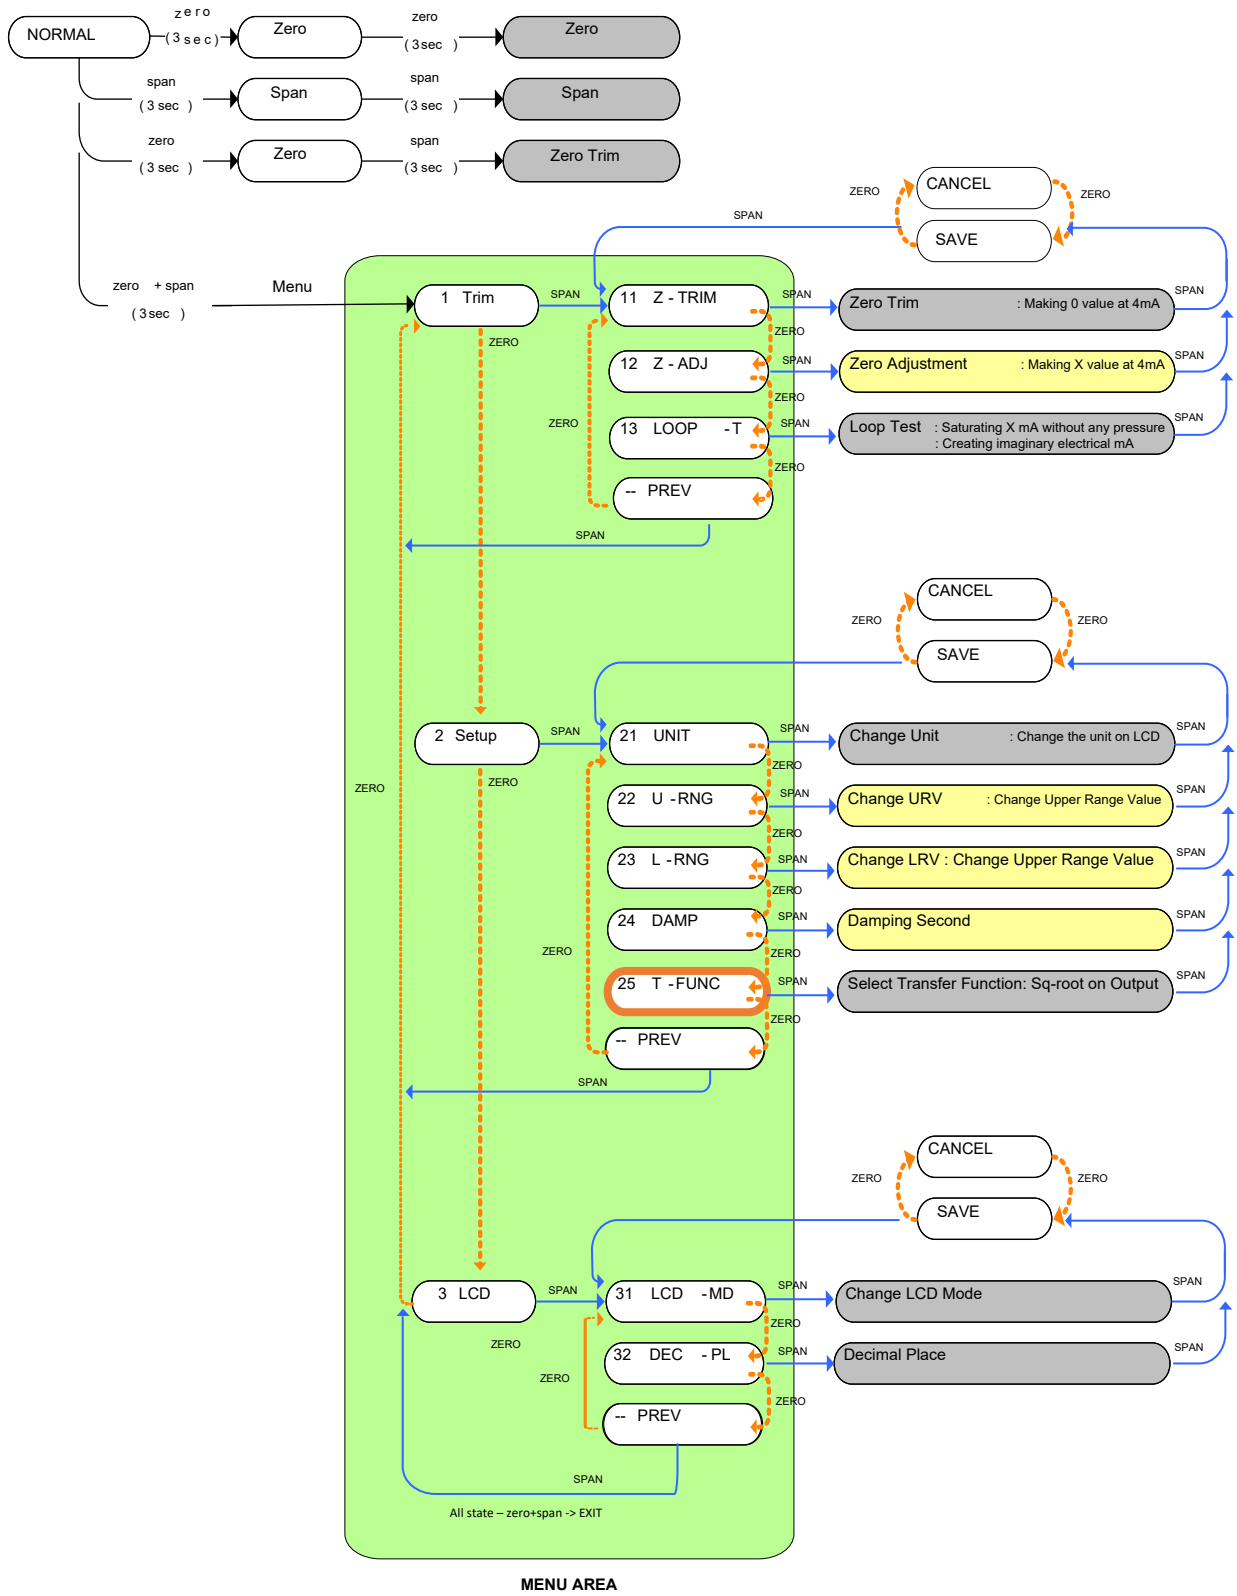 NORMAL
zero
(3sec)
Zero
zero
(3sec )
Zero
span
(3sec )
Span
span
(3sec )
Span
zero
(3sec )
Zero
span
(3sec )
Zero Trim
zero + span
(3sec )
Menu
CANCEL
ZERO
ZERO
SAVE
SPAN
1 Trim
SPAN
11 Z - TRIM
SPAN
Zero Trim : Making 0 value at 4mA
SPAN
ZERO
ZERO
12 Z - ADJ
SPAN
Zero Adjustment : Making X value at 4mA
SPAN
ZERO
ZERO
13 LOOP - T
SPAN
Loop Test : Saturating X mA without any pressure
: Creating imaginary electrical mA
SPAN
ZERO
-- PREV
SPAN
CANCEL
ZERO
ZERO
SAVE
2 Setup
SPAN
21 UNIT
SPAN
Change Unit : Change the unit on LCD
SPAN
ZERO
ZERO
ZERO
22 U - RNG
SPAN
Change URV : Change Upper Range Value
SPAN
ZERO
23 L - RNG
SPAN
Change LRV : Change Upper Range Value
SPAN
ZERO
24 DAMP
SPAN
Damping Second
SPAN
ZERO
ZERO
25 T - FUNC
SPAN
Select Transfer Function: Sq-root on Output
SPAN
ZERO
-- PREV
SPAN
CANCEL
ZERO
ZERO
SAVE
3 LCD
SPAN
31 LCD - MD
SPAN
Change LCD Mode
SPAN
ZERO
ZERO
32 DEC - PL
SPAN
Decimal Place
SPAN
ZERO
ZERO
-- PREV
SPAN
All state – zero+span -> EXIT
MENU AREA